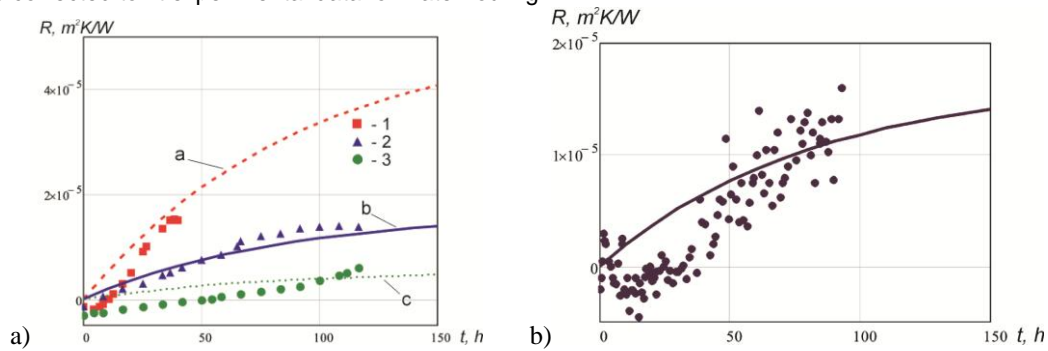 R, m²K/W
4×10⁻⁵
2×10⁻⁵
0
a
b
c
- 1
- 2
- 3
0 50 100 150
t, h
a)
R, m²K/W
2×10⁻⁵
1×10⁻⁵
0
0 50 100 150
t, h
b)